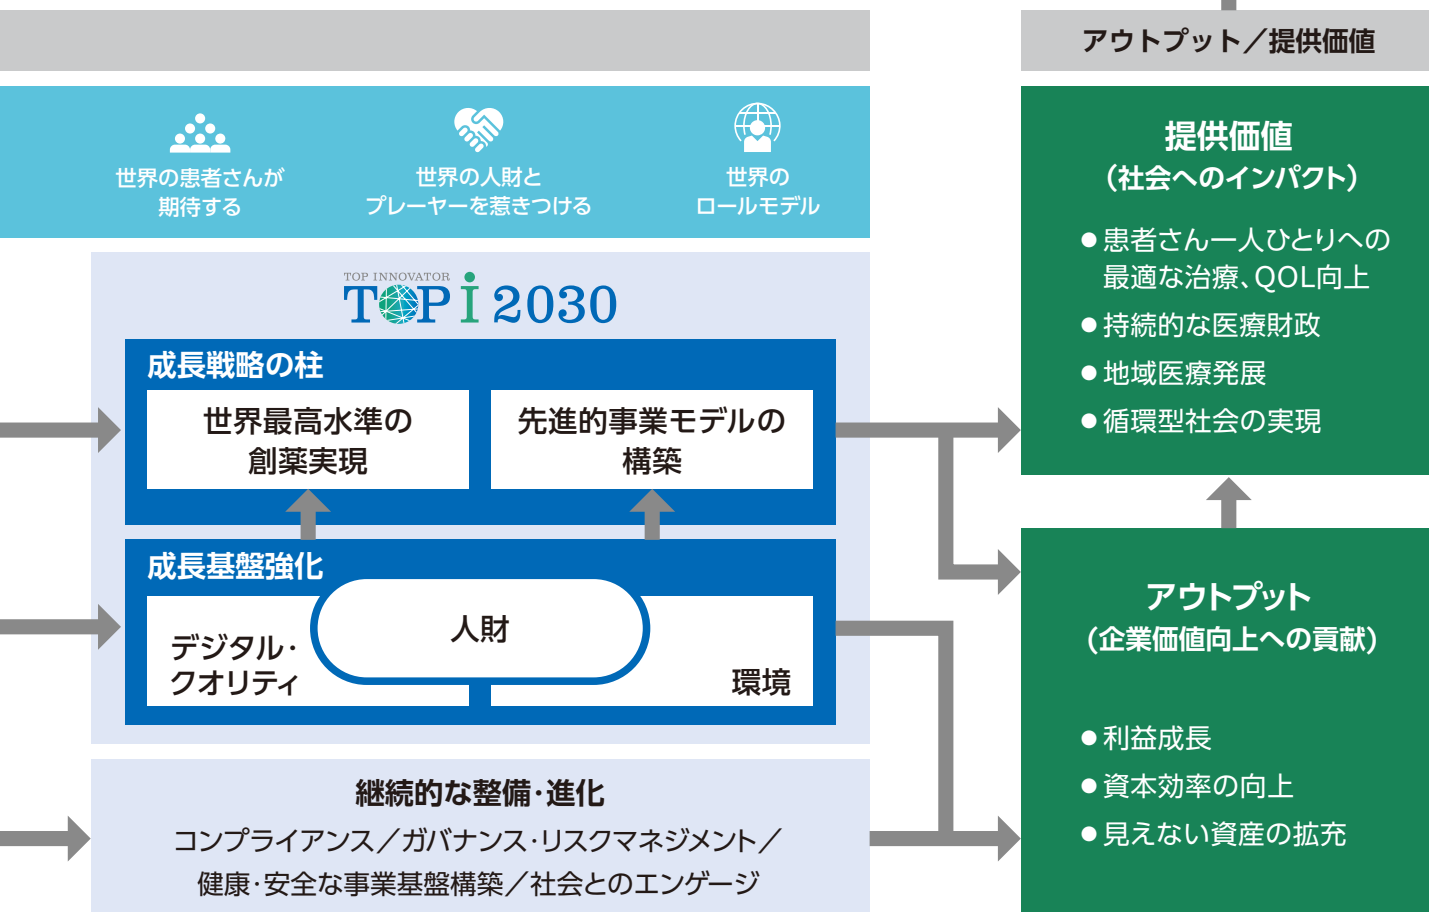 アウトプット／提供価値
世界の患者さんが
期待する
世界の人財と
プレーヤーを惹きつける
世界の
ロールモデル
TOP INNOVATOR
TOP i 2030
成長戦略の柱
世界最高水準の
創薬実現
先進的事業モデルの
構築
成長基盤強化
デジタル・
クオリティ
人財
環境
継続的な整備・進化
コンプライアンス／ガバナンス・リスクマネジメント／
健康・安全な事業基盤構築／社会とのエンゲージ
提供価値
（社会へのインパクト）
●患者さん一人ひとりへの
最適な治療、QOL向上
●持続的な医療財政
●地域医療発展
●循環型社会の実現
アウトプット
（企業価値向上への貢献）
●利益成長
●資本効率の向上
●見えない資産の拡充